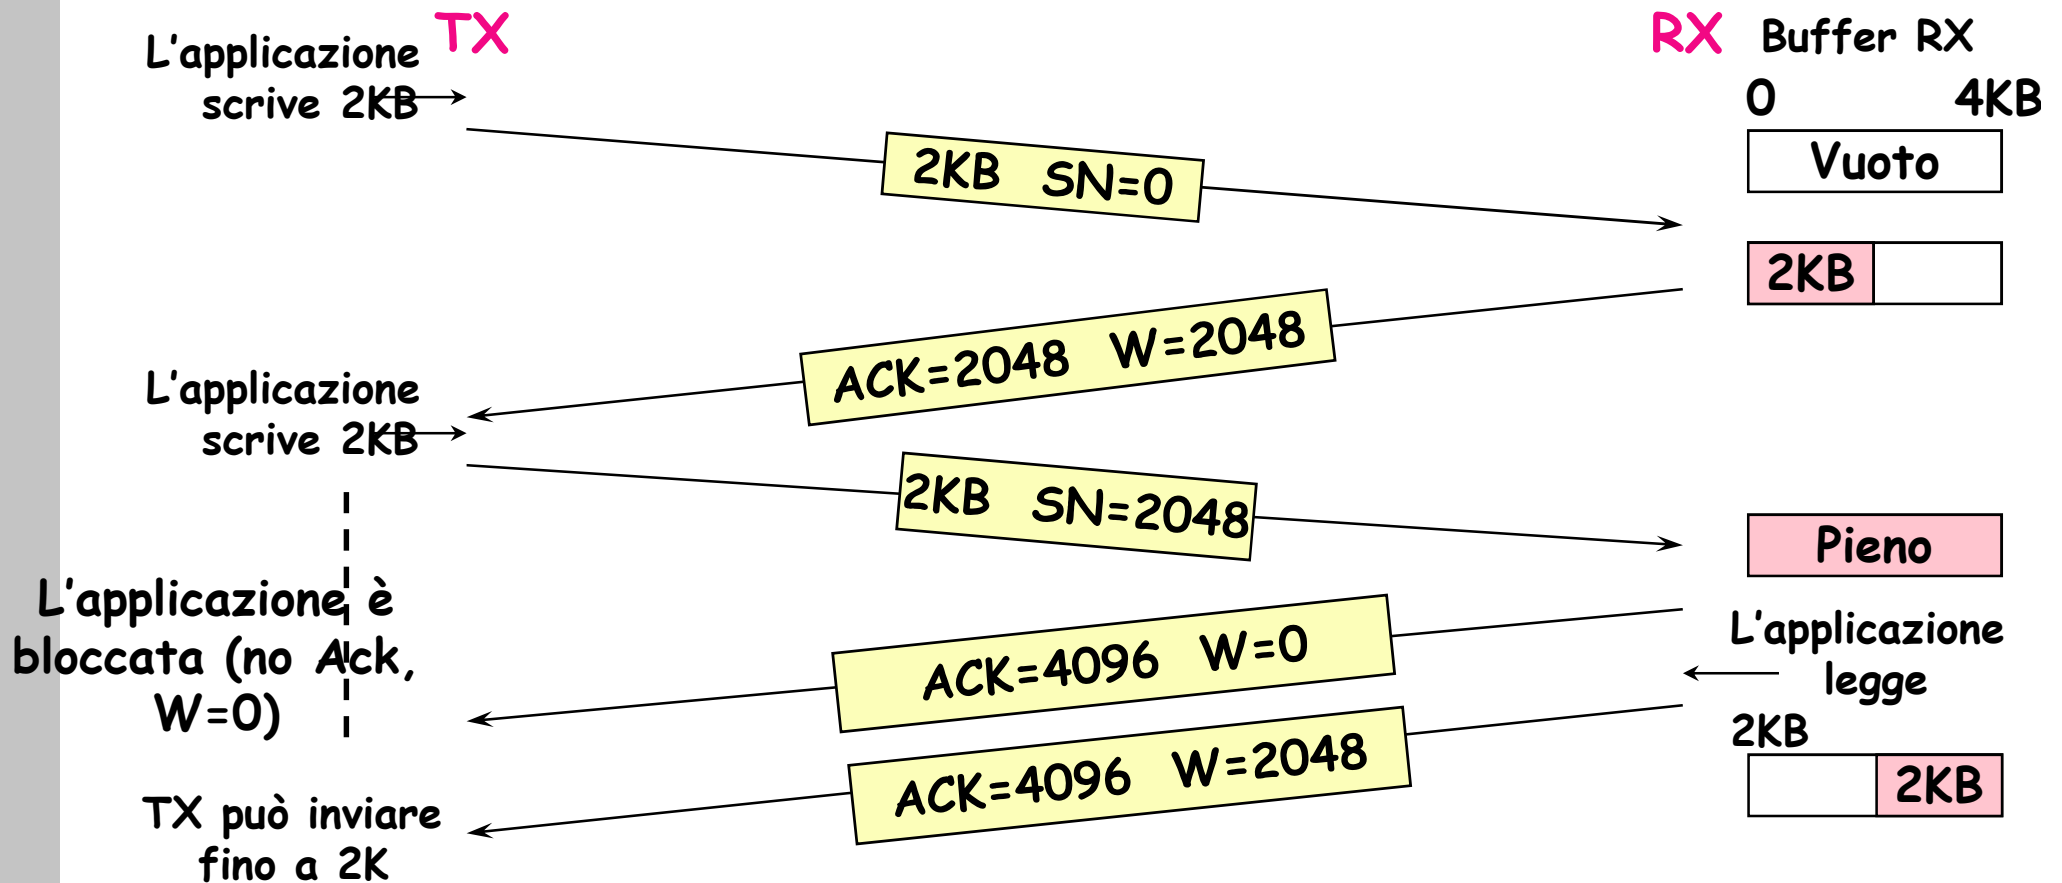 TX
RX
Buffer RX
L'applicazione
scrive 2KB
0
4KB
Vuoto
2KB SN=0
2KB
ACK=2048 W=2048
L'applicazione
scrive 2KB
2KB SN=2048
Pieno
L'applicazione è
bloccata (no Ack,
W=0)
ACK=4096 W=0
L'applicazione
legge
2KB
ACK=4096 W=2048
2KB
TX può inviare
fino a 2K